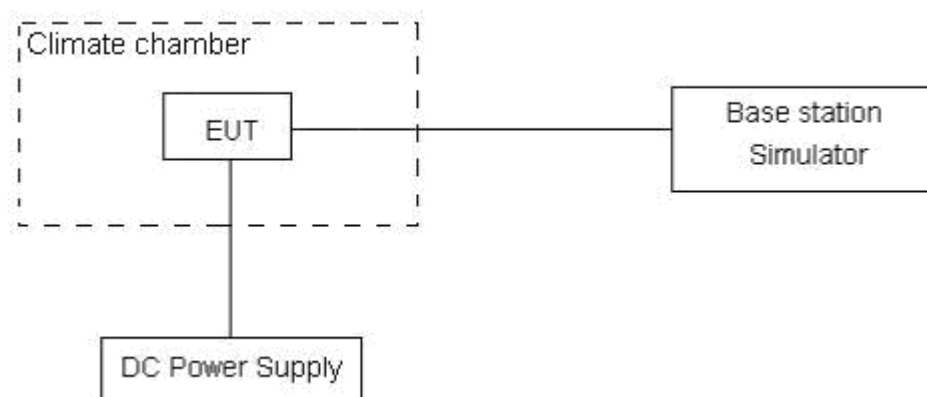 Climate chamber
EUT
Base station
Simulator
DC Power Supply